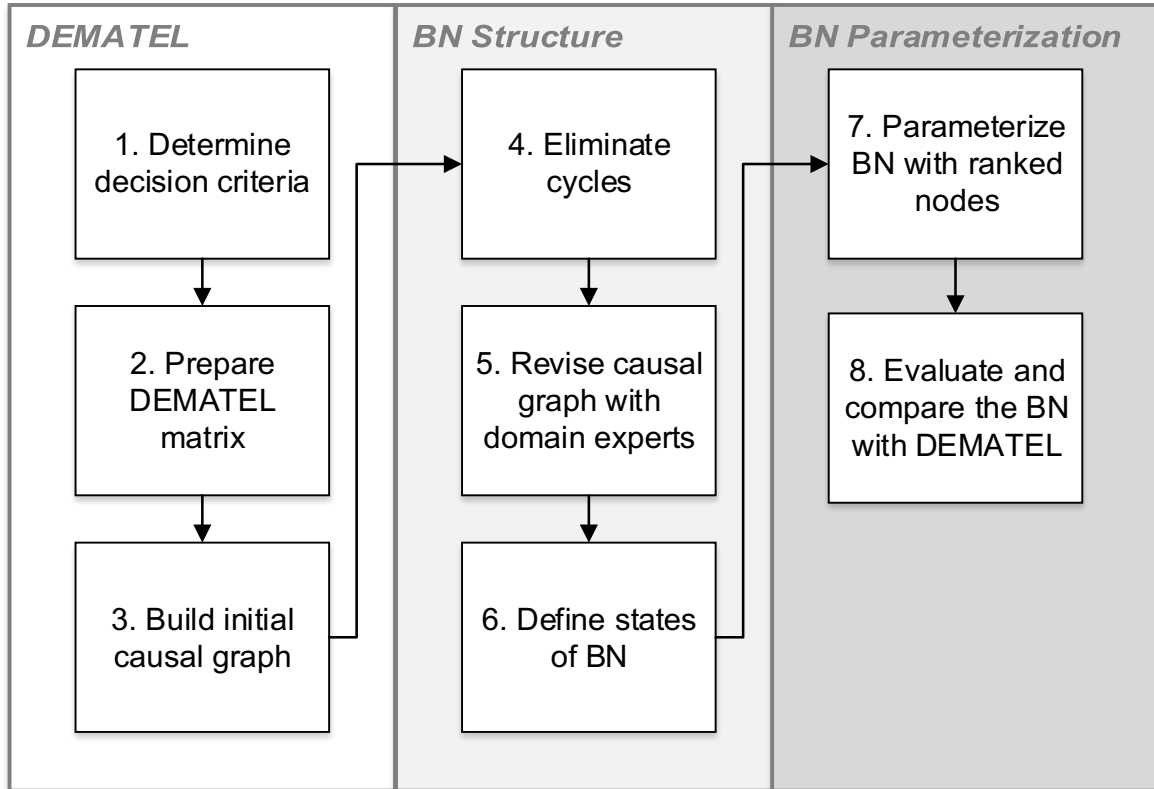 DEMATEL
1. Determine
decision criteria
2. Prepare
DEMATEL
matrix
3. Build initial
causal graph
BN Structure
4. Eliminate
cycles
5. Revise causal
graph with
domain experts
6. Define states
of BN
BN Parameterization
7. Parameterize
BN with ranked
nodes
8. Evaluate and
compare the BN
with DEMATEL